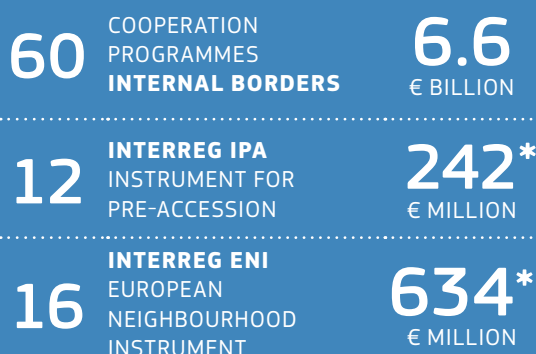 60
COOPERATION
PROGRAMMES
INTERNAL BORDERS
6.6
€ BILLION
12
INTERREG IPA
INSTRUMENT FOR
PRE-ACCESSION
242*
€ MILLION
16
INTERREG ENI
EUROPEAN
NEIGHBOURHOOD
INSTRUMENT
634*
€ MILLION